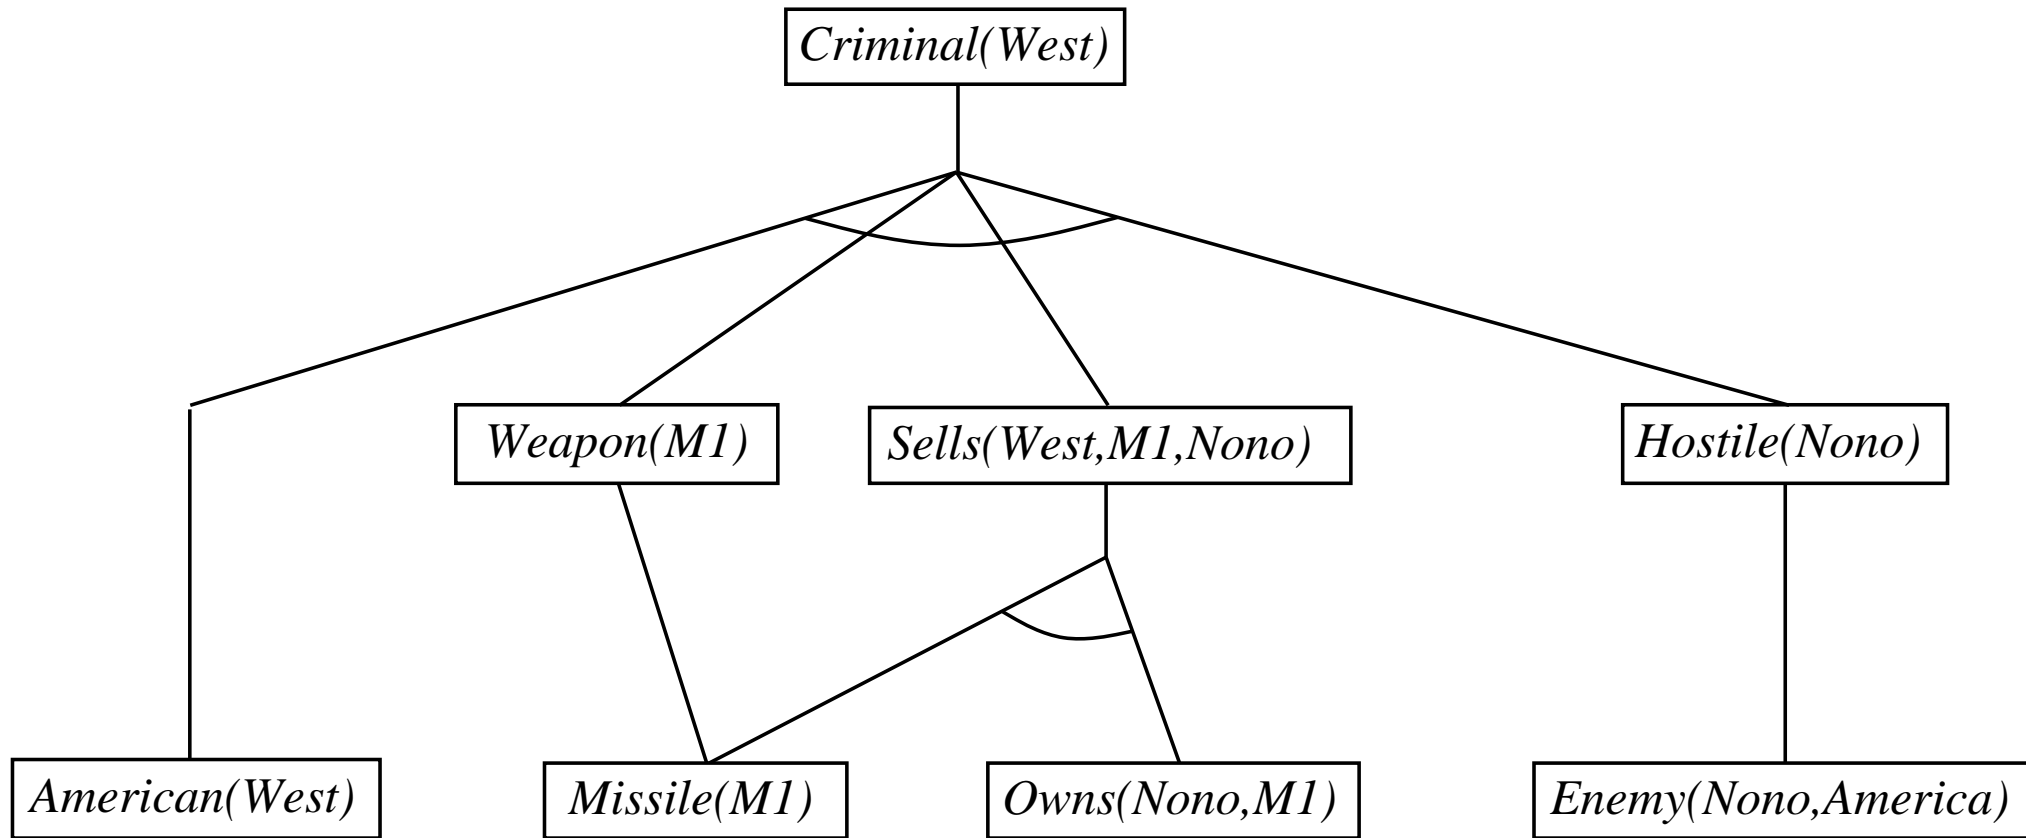 Criminal(West)
Weapon(M1)
Sells(West,M1,Nono)
Hostile(Nono)
American(West)
Missile(M1)
Owns(Nono,M1)
Enemy(Nono,America)